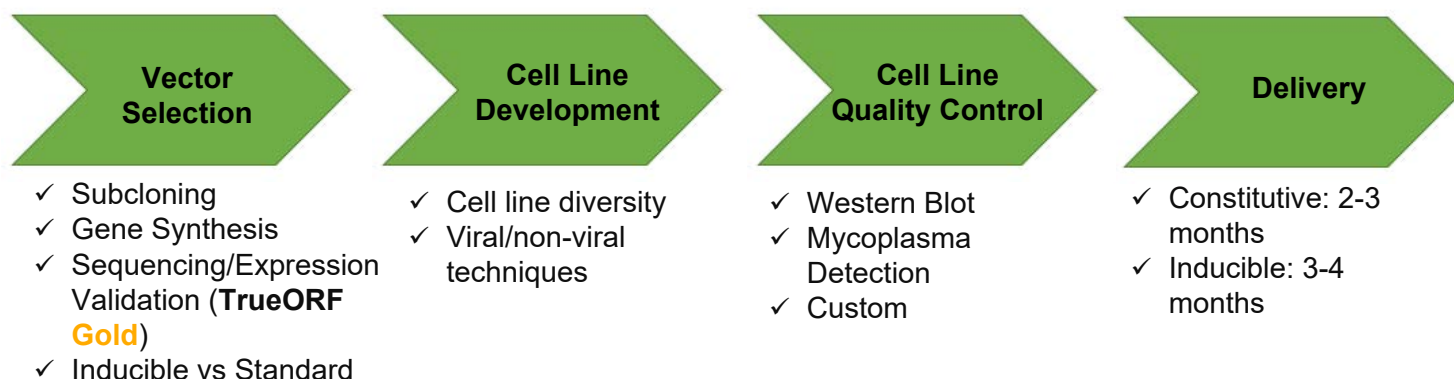 Vector
Selection
✓ Subcloning
✓ Gene Synthesis
✓ Sequencing/Expression
Validation (TrueORF
Gold)
✓ Inducible vs Standard
Cell Line
Development
✓ Cell line diversity
✓ Viral/non-viral
techniques
Cell Line
Quality Control
✓ Western Blot
✓ Mycoplasma
Detection
✓ Custom
Delivery
✓ Constitutive: 2-3
months
✓ Inducible: 3-4
months